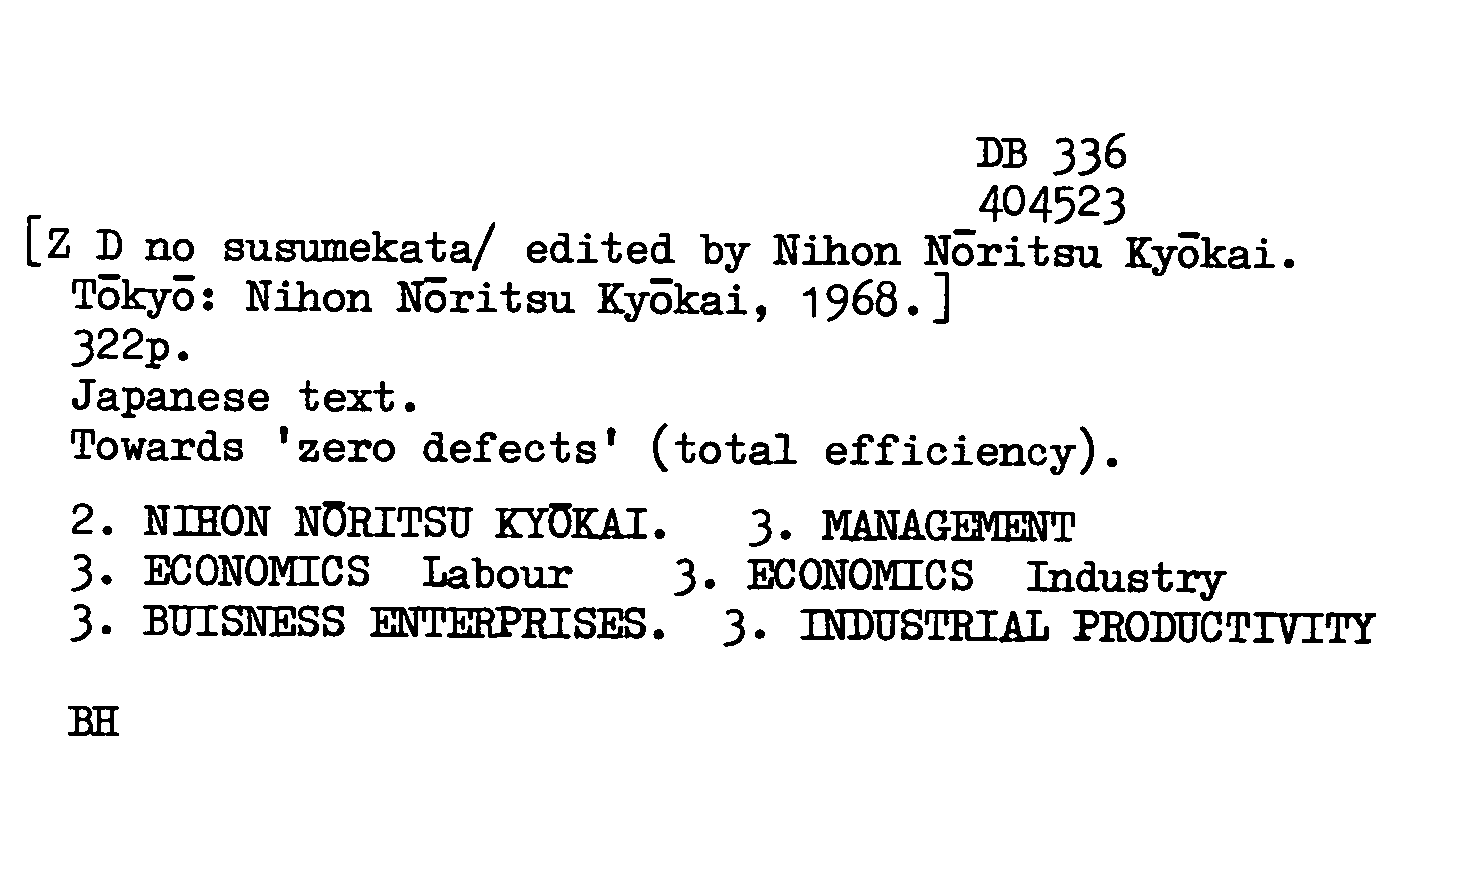 DB 336
404523
[Z D no susumekata/ edited by Nihon Nōritsu Kyōkai.
Tōkyō: Nihon Nōritsu Kyōkai, 1968.]
322p.
Japanese text.
Towards 'zero defects' (total efficiency).
2. NIHON NŌRITSU KYŌKAI. 3. MANAGEMENT
3. ECONOMICS Labour 3. ECONOMICS Industry
3. BUISNESS ENTERPRISES. 3. INDUSTRIAL PRODUCTIVITY
BH